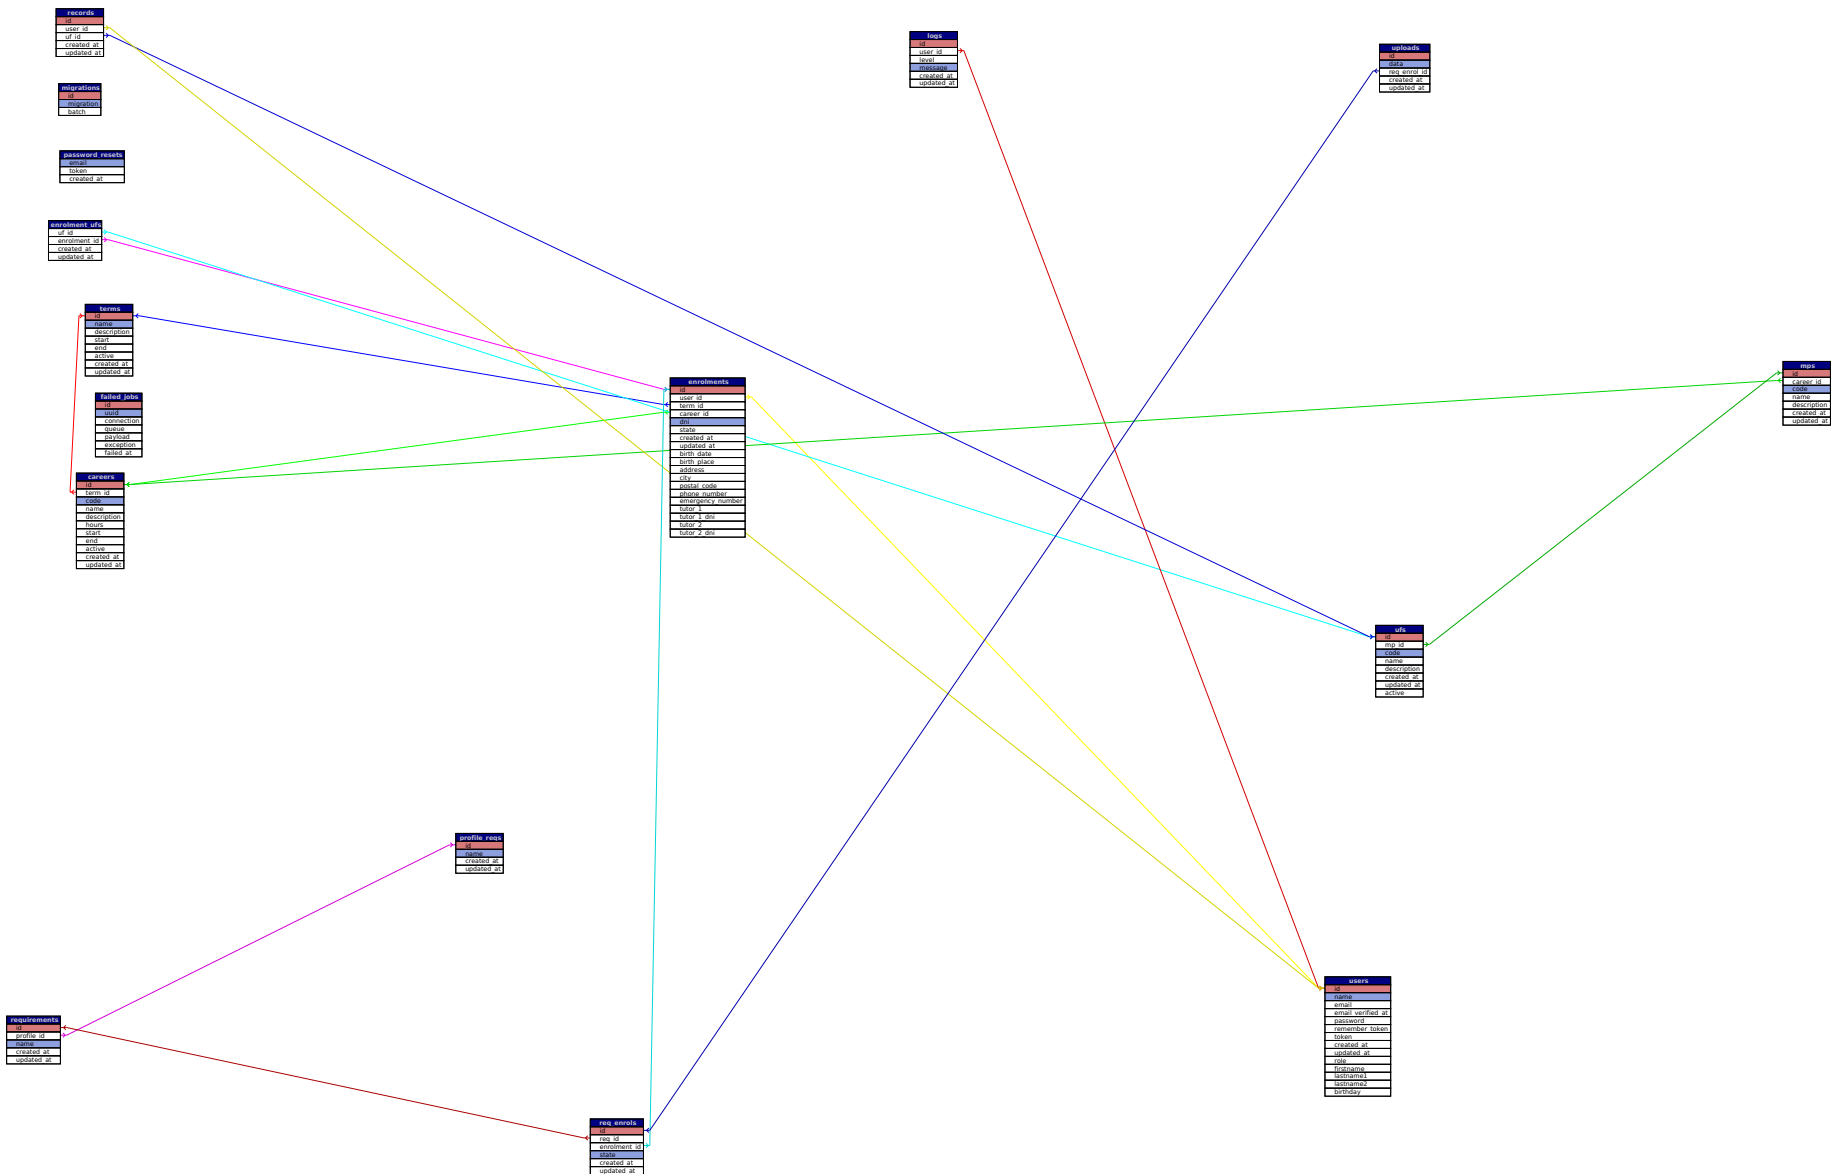 records
id
user_id
uf_id
created_at
updated_at
migrations
id
migration
batch
password_resets
email
token
created_at
enrolment_ufs
uf_id
enrolment_id
created_at
updated_at
terms
id
name
description
start
end
active
created_at
updated_at
failed_jobs
id
uuid
connection
queue
payload
exception
failed_at
careers
id
term_id
code
name
description
hours
start
end
active
created_at
updated_at
logs
id
user_id
level
message
created_at
updated_at
uploads
id
data
req_enrol_id
created_at
updated_at
enrolments
id
user_id
term_id
career_id
dni
state
created_at
updated_at
birth_date
birth_place
address
city
postal_code
phone_number
emergency_number
tutor_1
tutor_1_dni
tutor_2
tutor_2_dni
mps
id
career_id
code
name
description
created_at
updated_at
ufs
id
mp_id
code
name
description
created_at
updated_at
active
profile_reqs
id
name
created_at
updated_at
requirements
id
profile_id
name
created_at
updated_at
users
id
name
email
email_verified_at
password
remember_token
token
created_at
updated_at
role
firstname
lastname1
lastname2
birthday
req_enrols
id
req_id
enrolment_id
state
created_at
updated_at